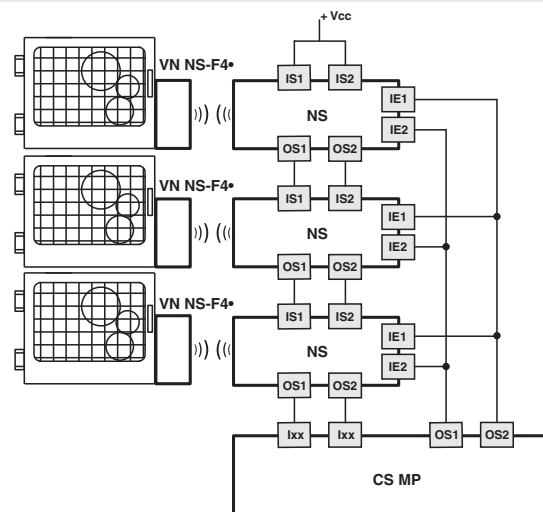 + Vcc
VN NS-F4•
IS1 IS2
IE1
NS
IE2
OS1 OS2
VN NS-F4•
IS1 IS2
IE1
NS
IE2
OS1 OS2
VN NS-F4•
IS1 IS2
IE1
NS
IE2
OS1 OS2
Ixx Ixx OS1 OS2
CS MP